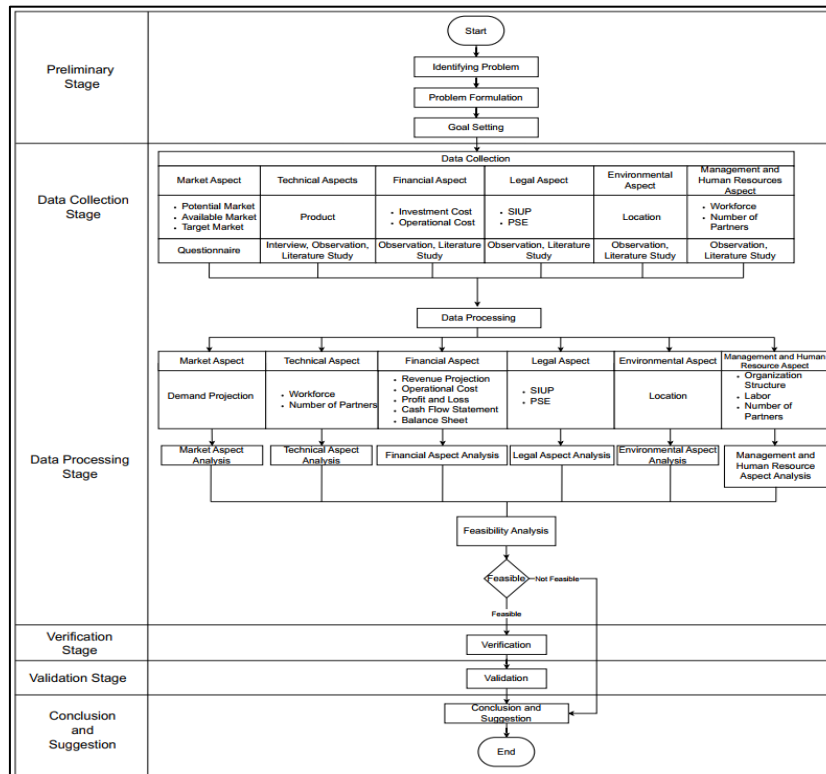 Preliminary
Stage
Start
Identifying Problem
Problem Formulation
Goal Setting
Data Collection
Stage
Data Collection
Market Aspect
Technical Aspects
Financial Aspect
Legal Aspect
Environmental
Aspect
Management and
Human Resources
Aspect
• Potential Market
• Available Market
• Target Market
Product
• Investment Cost
• Operational Cost
• SIUP
• PSE
Location
• Workforce
• Number of
Partners
Questionnaire
Interview, Observation,
Literature Study
Observation, Literature
Study
Observation, Literature
Study
Observation,
Literature Study
Observation,
Literature Study
Data Processing
Stage
Data Processing
Market Aspect
Technical Aspect
Financial Aspect
Legal Aspect
Environmental Aspect
Management and Human
Resource Aspect
Demand Projection
• Workforce
• Number of Partners
• Revenue Projection
• Operational Cost
• Profit and Loss
• Cash Flow Statement
• Balance Sheet
• SIUP
• PSE
Location
• Organization
Structure
• Labor
• Number of
Partners
Market Aspect
Analysis
Technical Aspect
Analysis
Financial Aspect Analysis
Legal Aspect Analysis
Environmental Aspect
Analysis
Management and
Human Resource
Aspect Analysis
Feasibility Analysis
Feasible
Not Feasible
Feasible
Verification
Stage
Verification
Validation Stage
Validation
Conclusion
and
Suggestion
Conclusion and
Suggestion
End